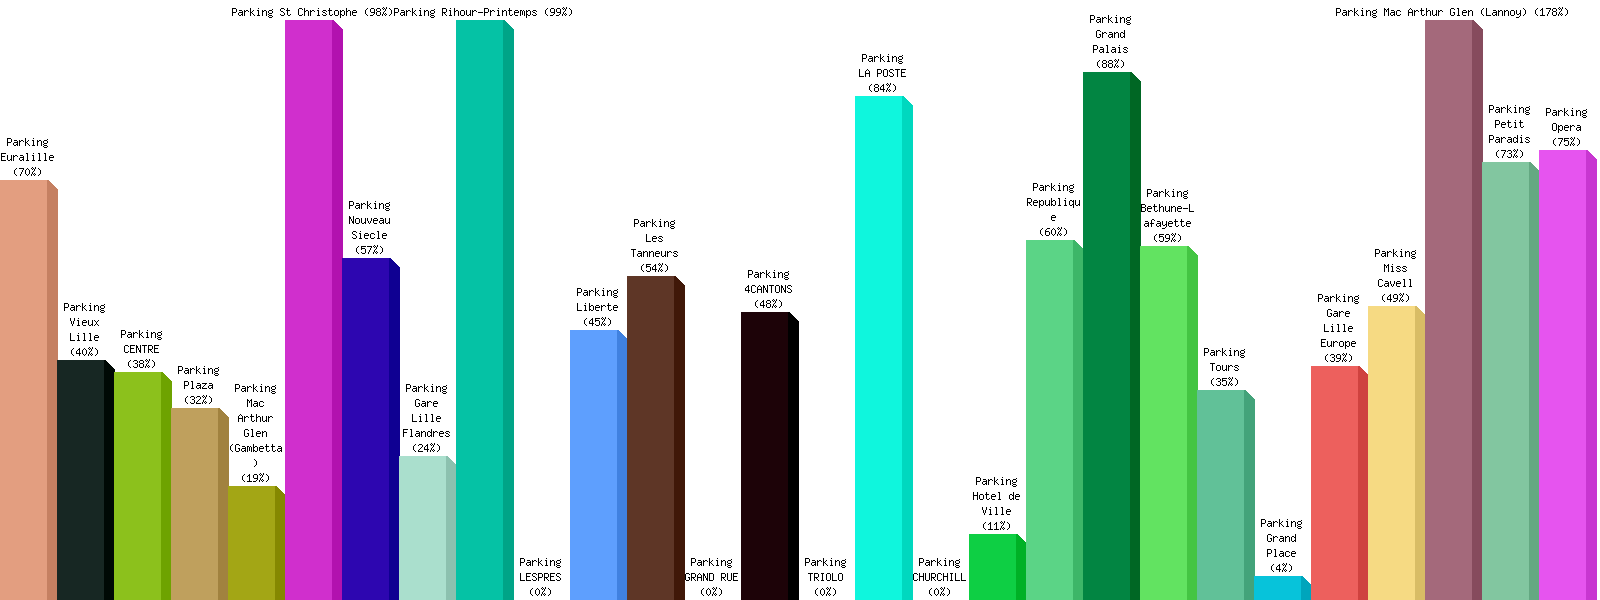 Parking
Euralille
(70%)
Parking
Vieux
Lille
(40%)
Parking
CENTRE
(38%)
Parking
Plaza
(32%)
Parking
Mac
Arthur
Glen
(Gambetta
)
(19%)
Parking St Christophe (98%)
Parking
Nouveau
Siecle
(57%)
Parking
Gare
Lille
Flandres
(24%)
Parking Rihour-Printemps (99%)
Parking
LESPRES
(0%)
Parking
Liberte
(45%)
Parking
Les
Tanneurs
(54%)
Parking
GRAND RUE
(0%)
Parking
4CANTONS
(48%)
Parking
TRIOLO
(0%)
Parking
LA POSTE
(84%)
Parking
CHURCHILL
(0%)
Parking
Hotel de
Ville
(11%)
Parking
Republiqu
e
(60%)
Parking
Grand
Palais
(88%)
Parking
Bethune-L
afayette
(59%)
Parking
Tours
(35%)
Parking
Grand
Place
(4%)
Parking
Gare
Lille
Europe
(39%)
Parking
Miss
Cavell
(49%)
Parking Mac Arthur Glen (Lannoy) (178%)
Parking
Petit
Paradis
(73%)
Parking
Opera
(75%)